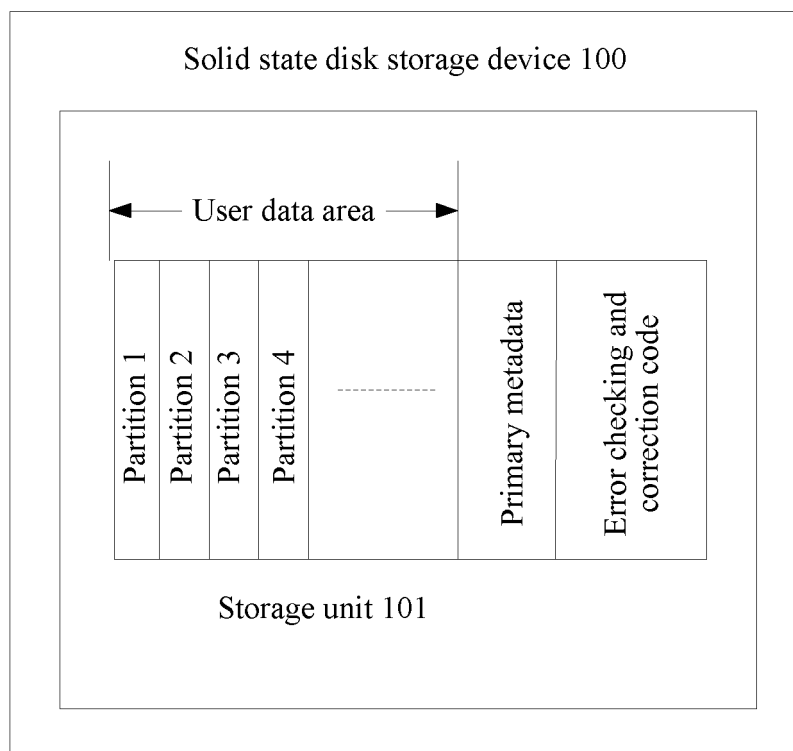 Solid state disk storage device 100
User data area
Partition 1
Partition 2
Partition 3
Partition 4
Primary metadata
Error checking and
correction code
Storage unit 101